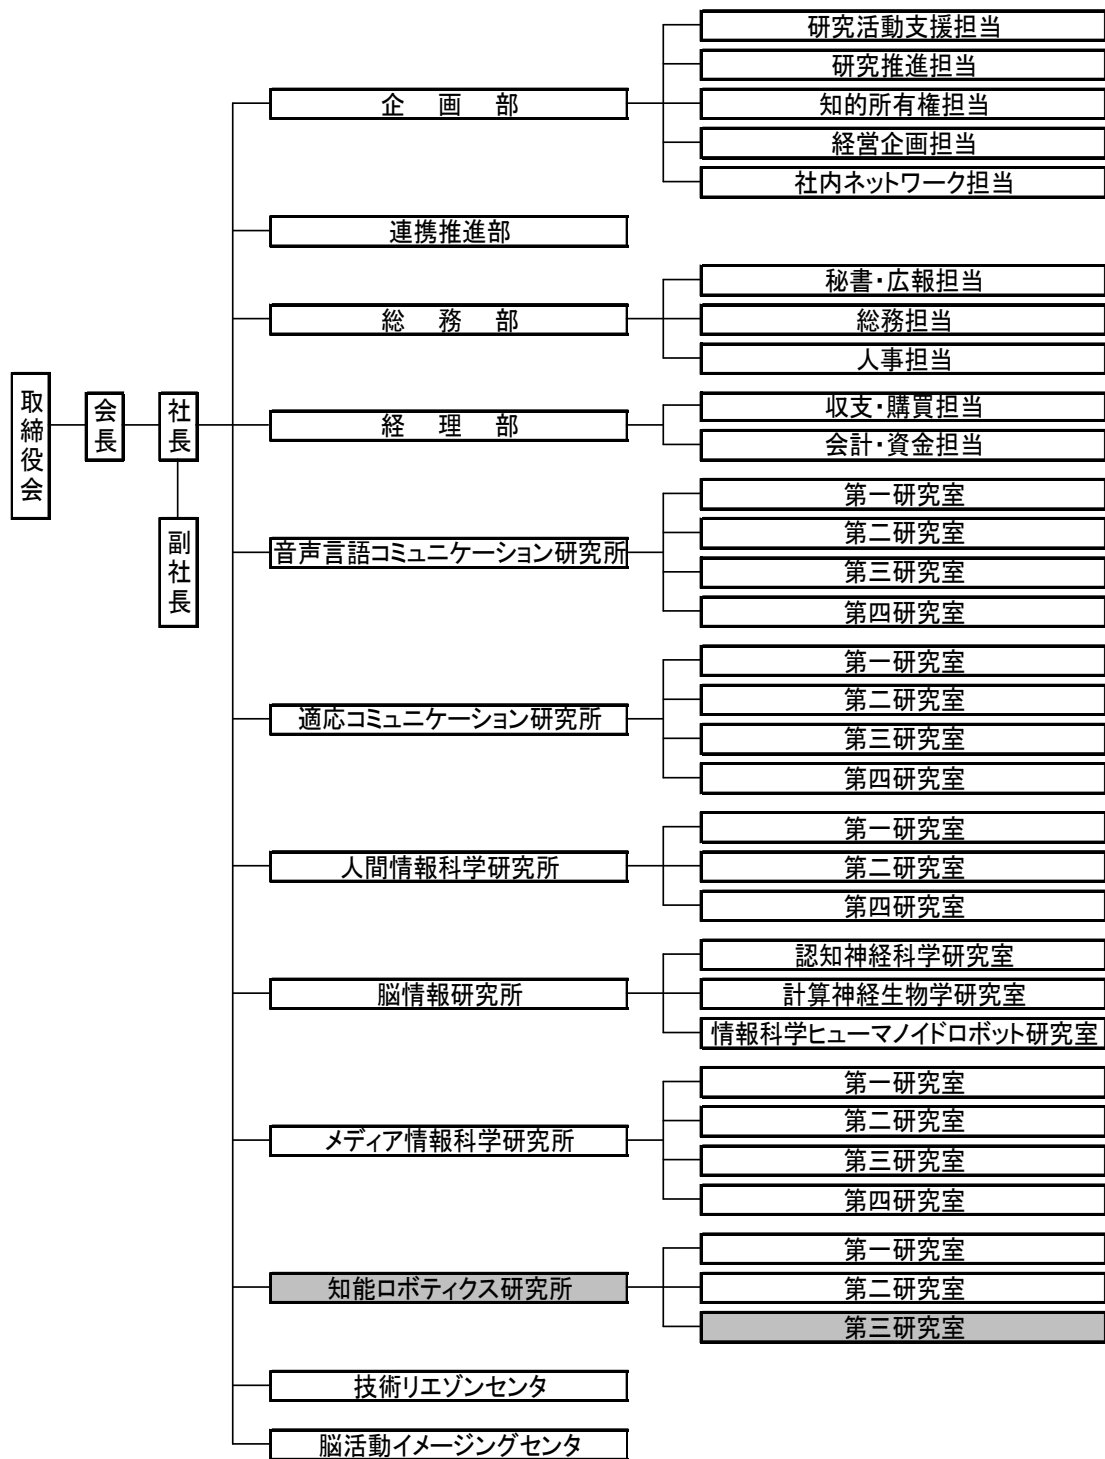 取締役会
会長
社長
副社長
企画部
研究活動支援担当
研究推進担当
知的所有権担当
経営企画担当
社内ネットワーク担当
連携推進部
総務部
秘書・広報担当
総務担当
人事担当
経理部
収支・購買担当
会計・資金担当
音声言語コミュニケーション研究所
第一研究室
第二研究室
第三研究室
第四研究室
適応コミュニケーション研究所
第一研究室
第二研究室
第三研究室
第四研究室
人間情報科学研究所
第一研究室
第二研究室
第四研究室
脳情報研究所
認知神経科学研究室
計算神経生物学研究室
情報科学ヒューマノイドロボット研究室
メディア情報科学研究所
第一研究室
第二研究室
第三研究室
第四研究室
知能ロボティクス研究所
第一研究室
第二研究室
第三研究室
技術リエゾンセンタ
脳活動イメージングセンタ